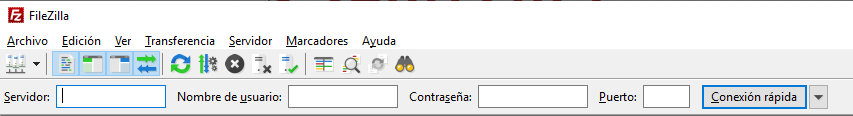 FileZilla
Archivo Edición Ver Transferencia Servidor Marcadores Ayuda
Servidor: Nombre de usuario: Contraseña: Puerto: Conexión rápida